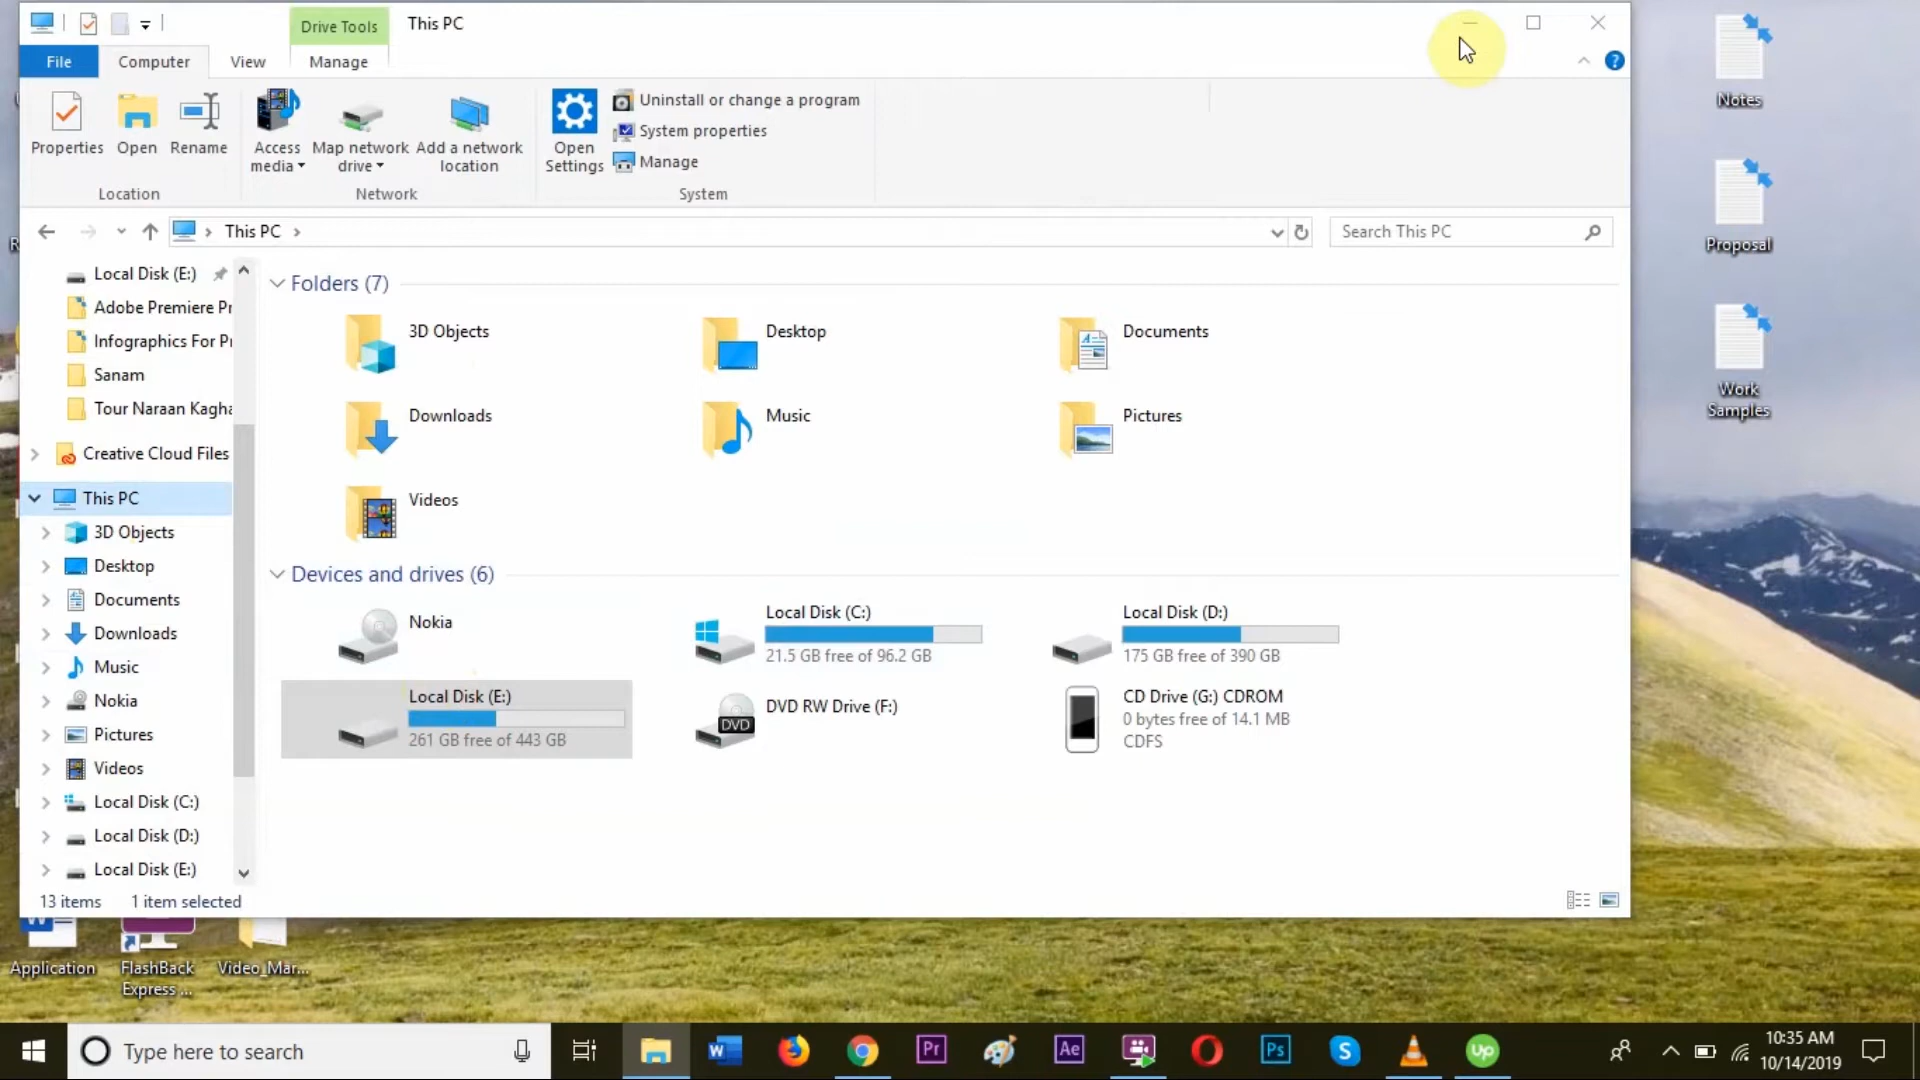 Drive Tools
This PC
File
Computer
View
Manage
Properties
Open
Rename
Access
media
Map network
drive
Add a network
location
Open
Settings
Uninstall or change a program
System properties
Manage
Location
Network
System
This PC
Search This PC
Local Disk (E:)
Adobe Premiere Pr
Infographics For Pr
Sanam
Tour Naraan Kagha
Creative Cloud Files
This PC
3D Objects
Desktop
Documents
Downloads
Music
Nokia
Pictures
Videos
Local Disk (C:)
Local Disk (D:)
Local Disk (E:)
Folders (7)
3D Objects
Desktop
Documents
Downloads
Music
Pictures
Videos
Devices and drives (6)
Nokia
Local Disk (C:)
21.5 GB free of 96.2 GB
Local Disk (D:)
175 GB free of 390 GB
Local Disk (E:)
261 GB free of 443 GB
DVD
DVD RW Drive (F:)
CD Drive (G:) CDROM
0 bytes free of 14.1 MB
CDFS
13 items
1 item selected
Notes
Proposal
Work
Samples
Application
FlashBack
Express ...
Video_Mar...
Type here to search
Pr
Ae
Ps
Up
10:35 AM
10/14/2019